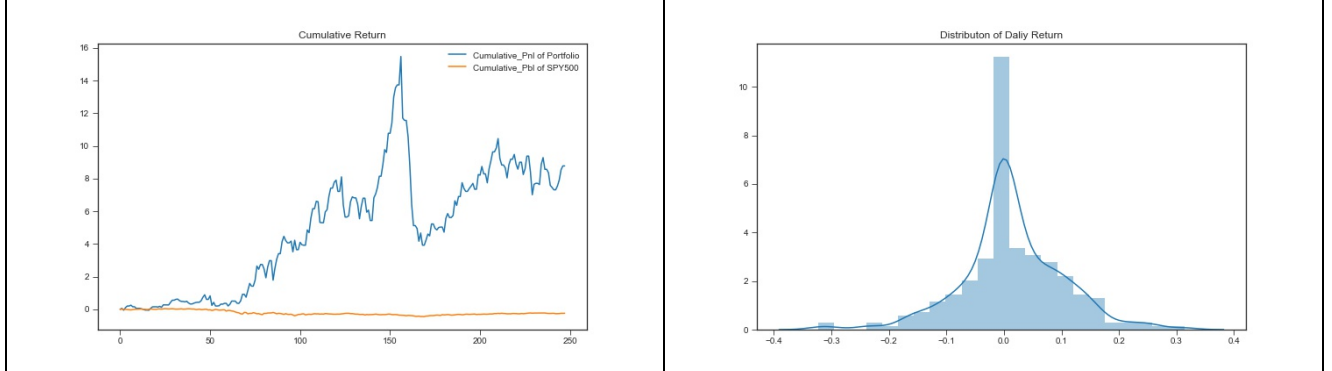 Cumulative Return
16
14
12
10
8
6
4
2
0
0 50 100 150 200 250
Cumulative_Pnl of Portfolio
Cumulative_Pbl of SPY500
Distributon of Daliy Return
10
8
6
4
2
0
−0.4 −0.3 −0.2 −0.1 0.0 0.1 0.2 0.3 0.4